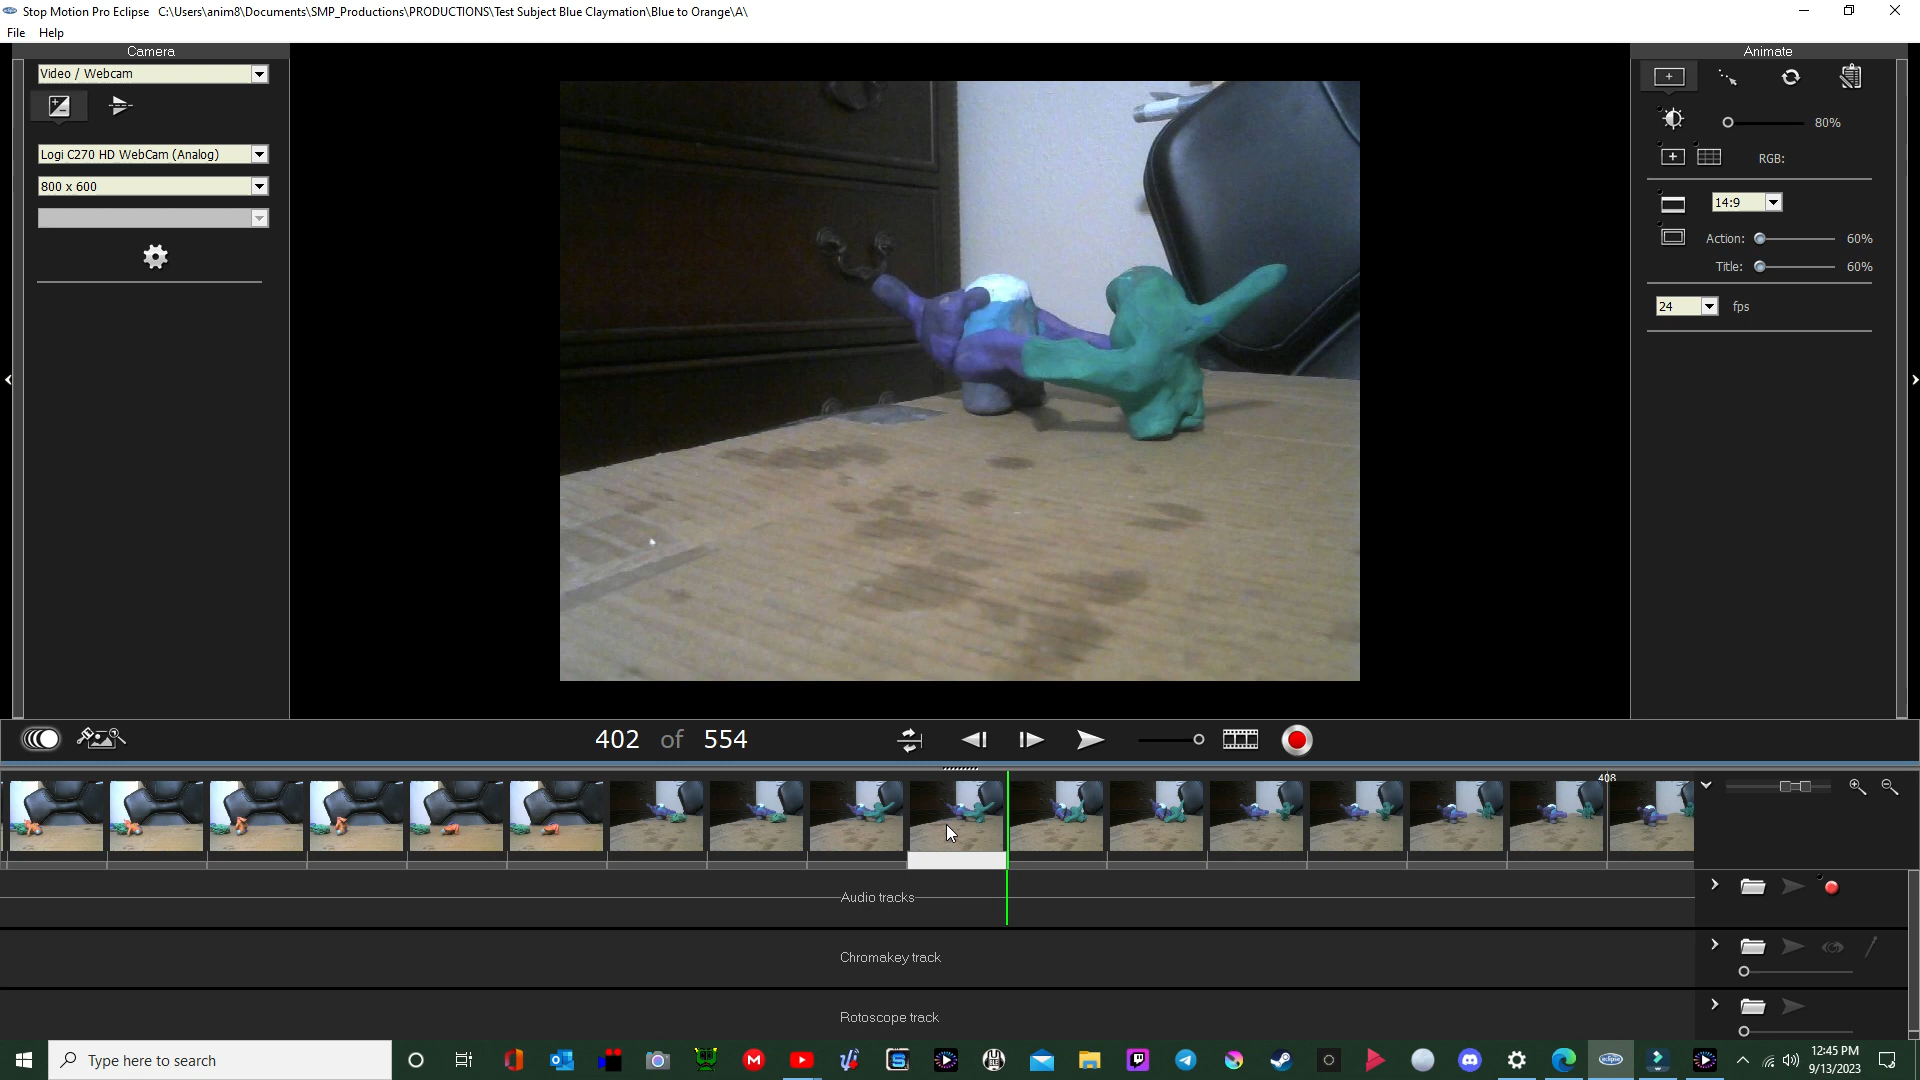 Stop Motion Pro Eclipse C:\Users\anim8\Documents\SMP_Productions\PRODUCTIONS\Test Subject Blue Claymation\Blue to Orange\A\
File Help
Camera
Animate
Video / Webcam
80%
Logi C270 HD WebCam (Analog)
RGB:
800 x 600
14:9
Action: 60%
Title: 60%
24 fps
402 of 554
408
Audio tracks
Chromakey track
Rotoscope track
Type here to search
eclipse
12:45 PM
9/13/2023